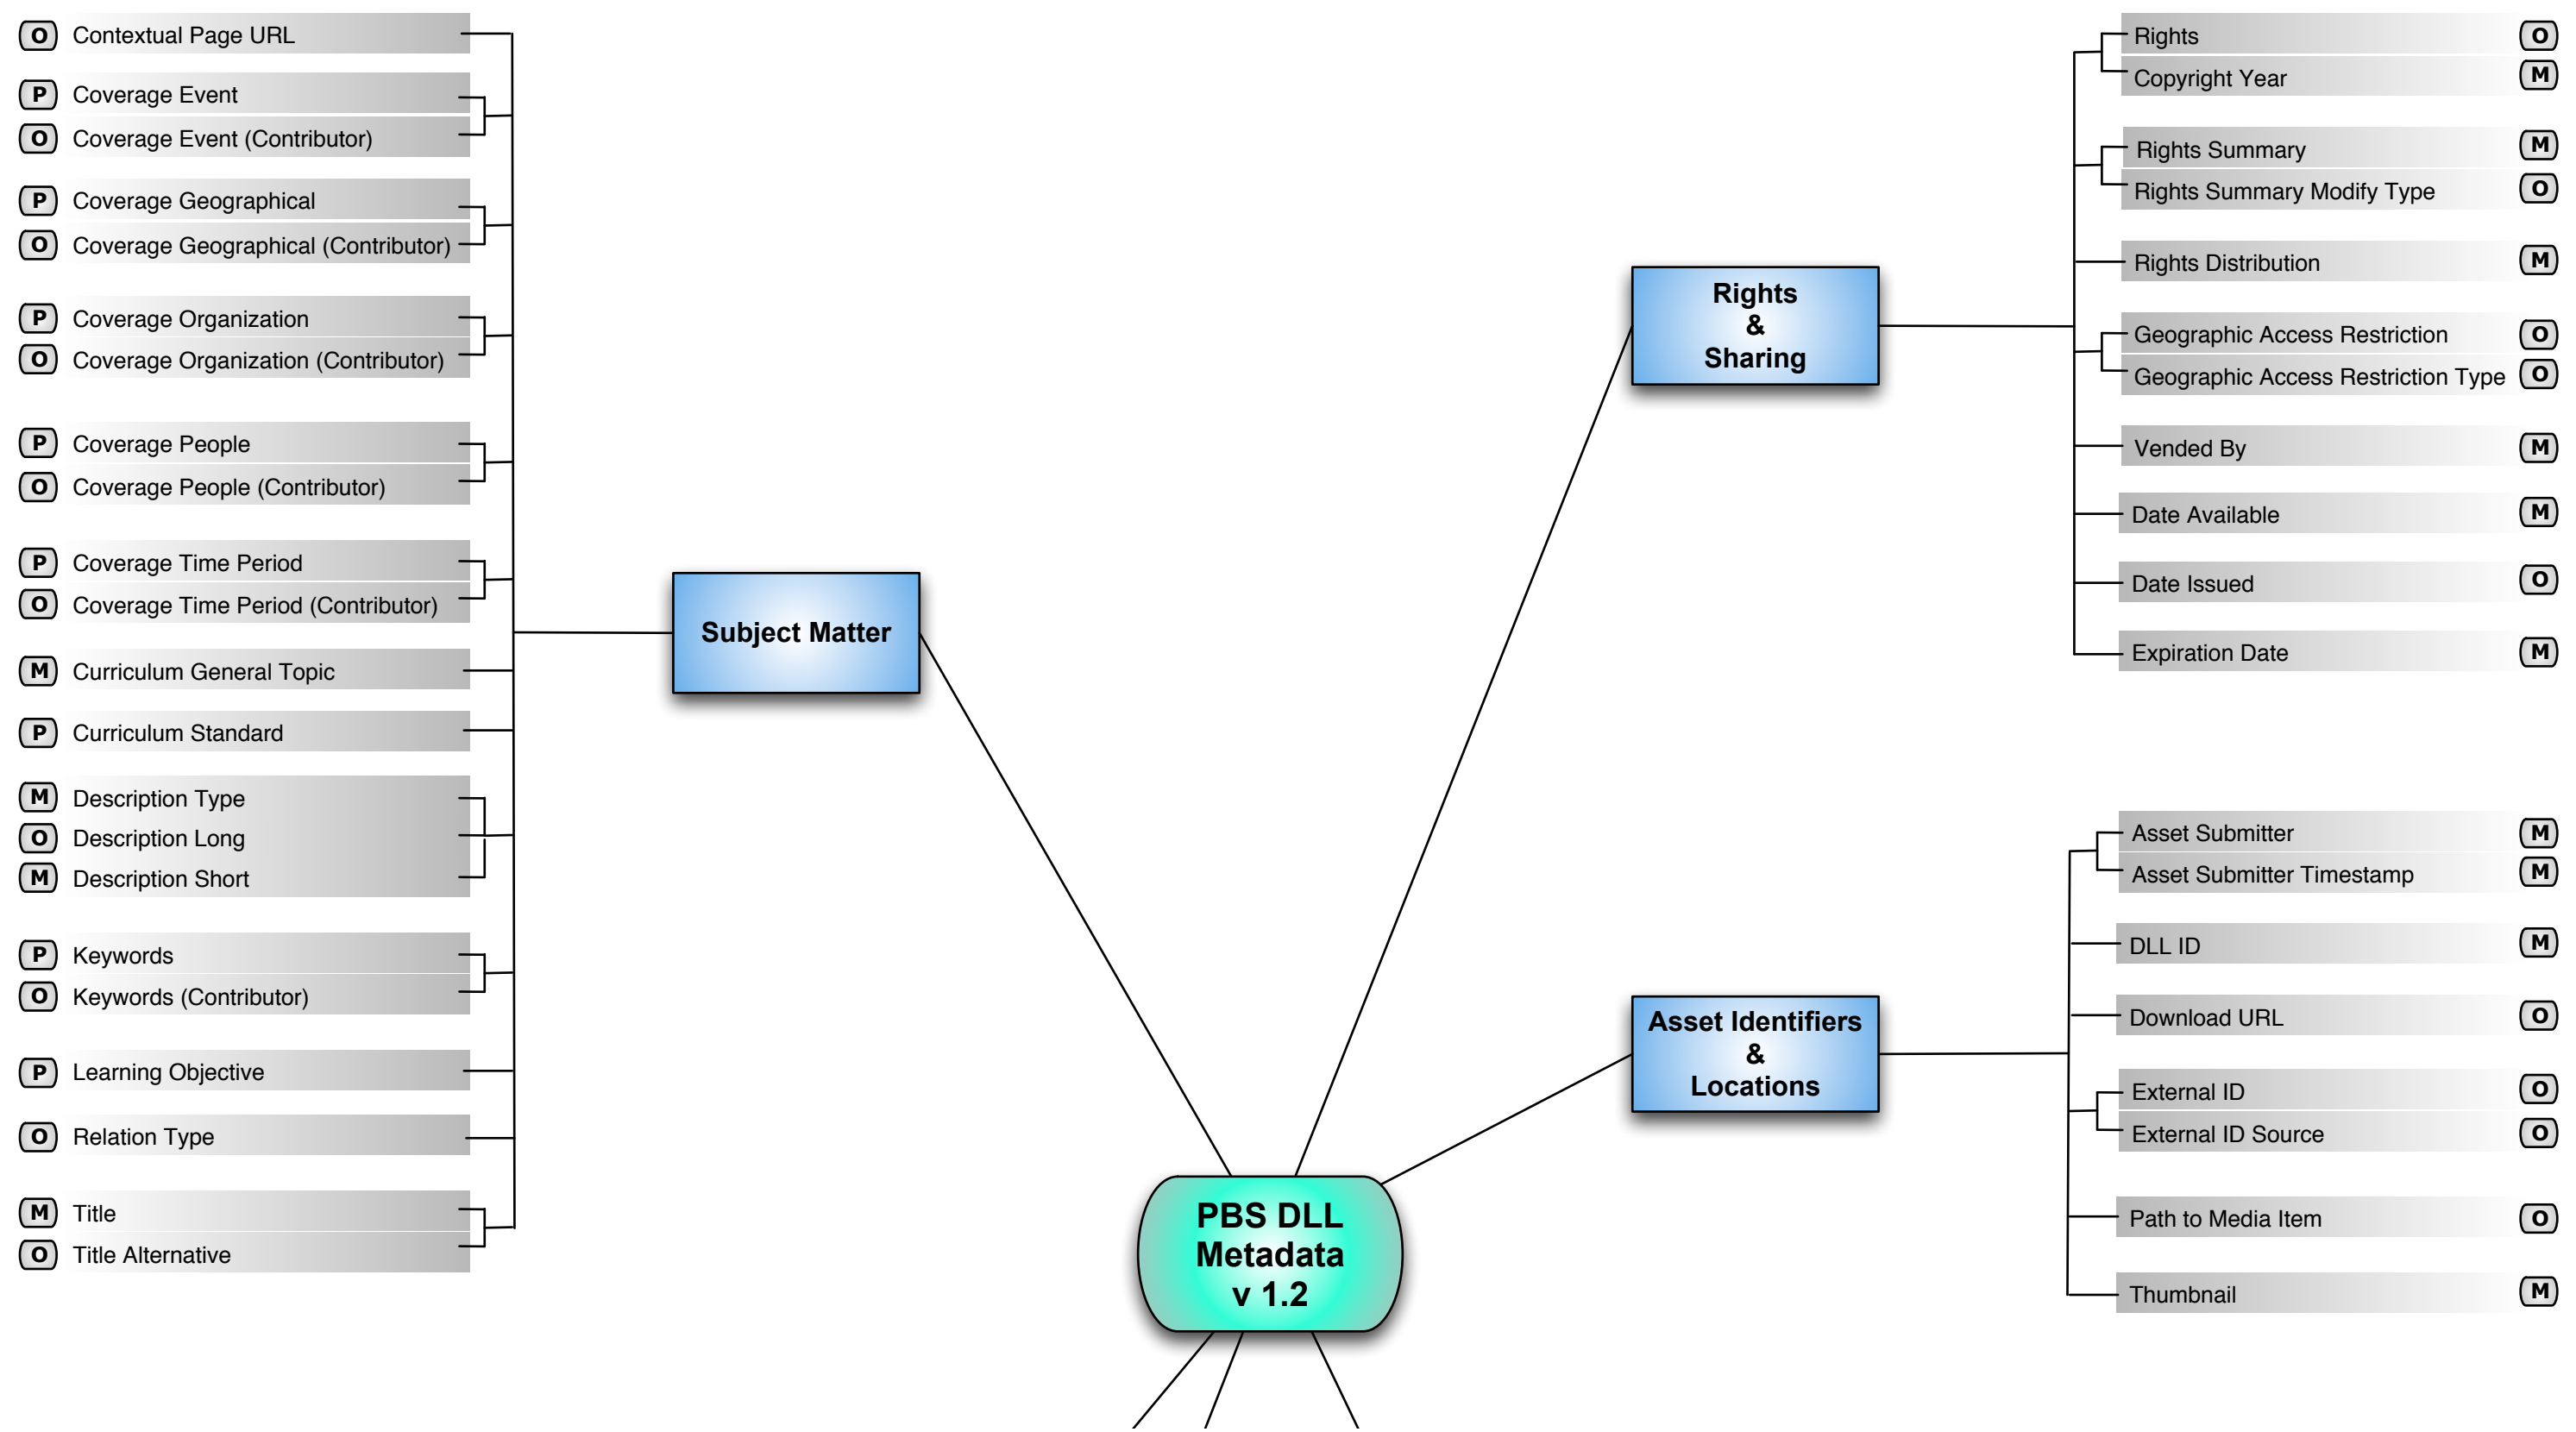 O Contextual Page URL
P Coverage Event
O Coverage Event (Contributor)
P Coverage Geographical
O Coverage Geographical (Contributor)
P Coverage Organization
O Coverage Organization (Contributor)
P Coverage People
O Coverage People (Contributor)
P Coverage Time Period
O Coverage Time Period (Contributor)
M Curriculum General Topic
P Curriculum Standard
M Description Type
O Description Long
M Description Short
P Keywords
O Keywords (Contributor)
P Learning Objective
O Relation Type
M Title
O Title Alternative
Subject Matter
Rights
&
Sharing
Rights O
Copyright Year M
Rights Summary M
Rights Summary Modify Type O
Rights Distribution M
Geographic Access Restriction O
Geographic Access Restriction Type O
Vended By M
Date Available M
Date Issued O
Expiration Date M
Asset Identifiers
&
Locations
Asset Submitter M
Asset Submitter Timestamp M
DLL ID M
Download URL O
External ID O
External ID Source O
Path to Media Item O
Thumbnail M
PBS DLL
Metadata
v 1.2